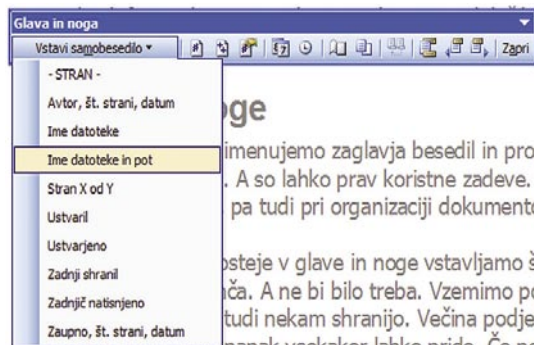 Glava in noga
Vstavi samobesedilo
Zapri
- STRAN -
Avtor, št. strani, datum
Ime datoteke
Ime datoteke in pot
Stran X od Y
Ustvaril
Ustvarjeno
Zadnji shranil
Zadnjič natisnjeno
Zaupno, št. strani, datum
oge
imenujemo zaglavja besedil in pro
. A so lahko prav koristne zadeve.
pa tudi pri organizaciji dokumento
osteje v glave in noge vstavljamo š
nča. A ne bi bilo treba. Vzemimo po
tudi nekam shranijo. Večina podje